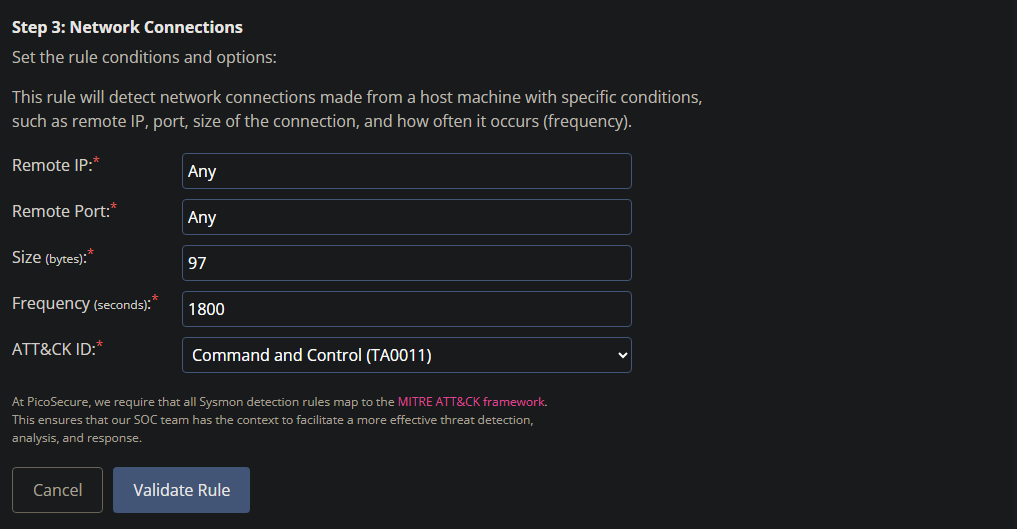 Step 3: Network Connections
Set the rule conditions and options:
This rule will detect network connections made from a host machine with specific conditions,
such as remote IP, port, size of the connection, and how often it occurs (frequency).
Remote IP:* Any
Remote Port:* Any
Size (bytes):* 97
Frequency (seconds):* 1800
ATT&CK ID:* Command and Control (TA0011)
At PicoSecure, we require that all Sysmon detection rules map to the MITRE ATT&CK framework.
This ensures that our SOC team has the context to facilitate a more effective threat detection,
analysis, and response.
Cancel Validate Rule